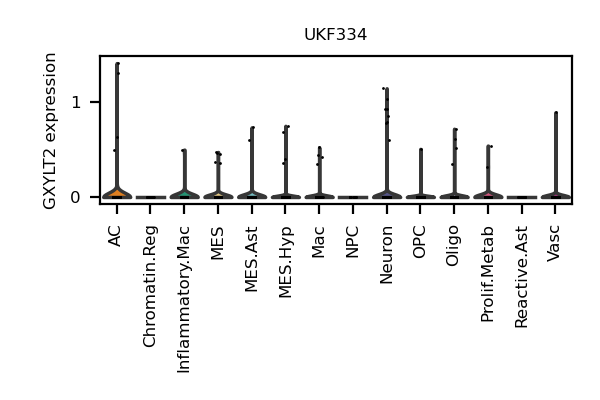 UKF334
GXYLT2 expression
1
0
AC
Chromatin.Reg
Inflammatory.Mac
MES
MES.Ast
MES.Hyp
Mac
NPC
Neuron
OPC
Oligo
Prolif.Metab
Reactive.Ast
Vasc